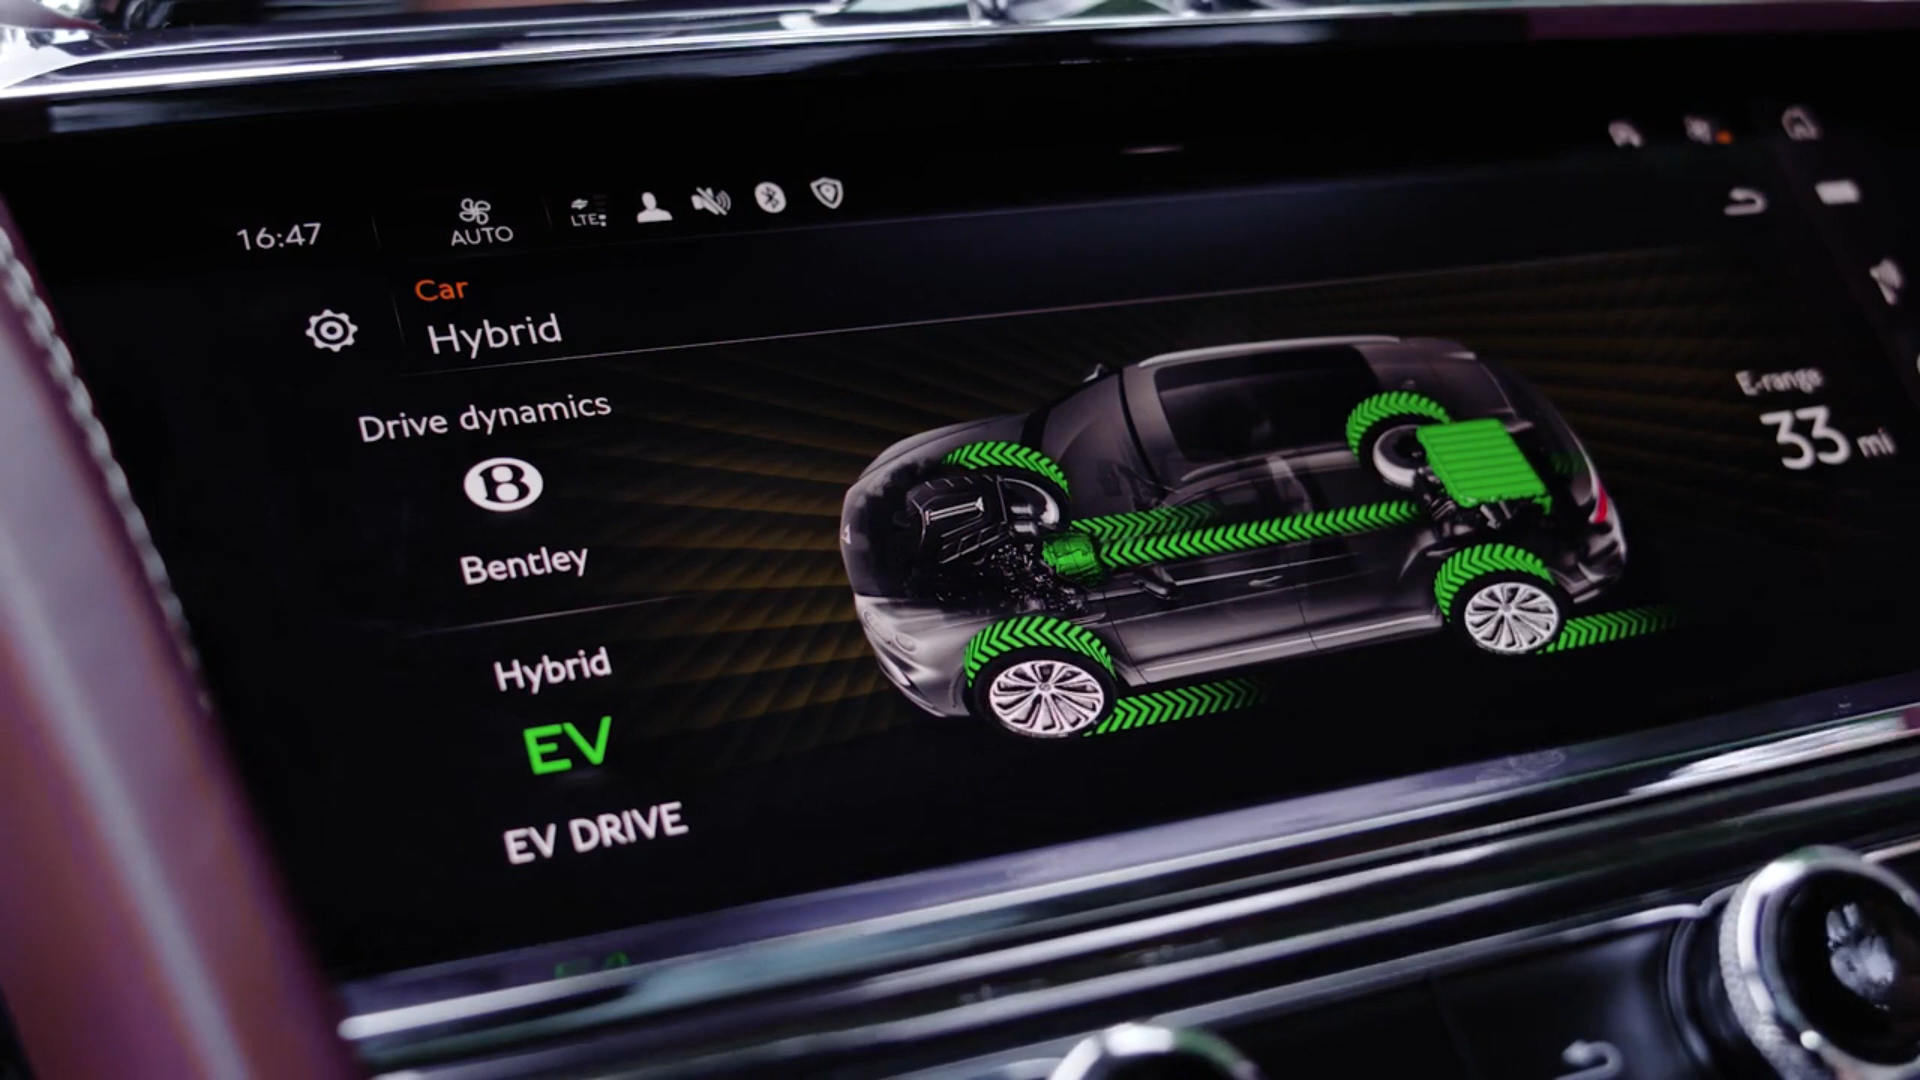 16:47
AUTO
LTE
Car
Hybrid
Drive dynamics
B
Bentley
Hybrid
EV
EV DRIVE
E-range
33 mi